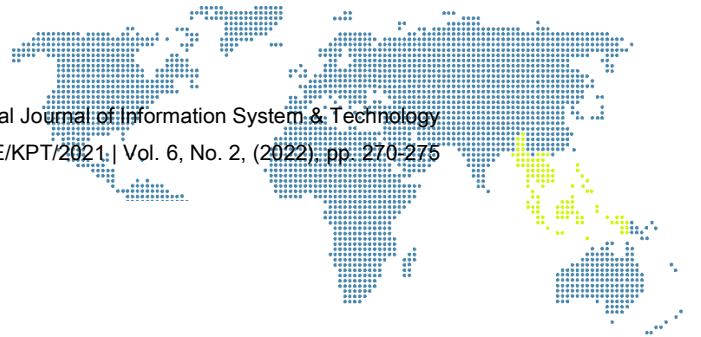 al Journal of Information System & Technology
E/KPT/2021 | Vol. 6, No. 2, (2022), pp. 270-275